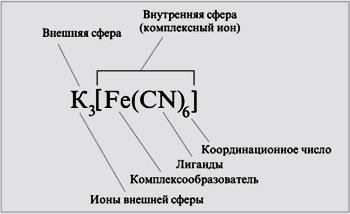 Внутренняя сфера
(комплексный ион)
Внешняя сфера
K3[Fe(CN)6]
Координационное число
Лиганды
Комплексообразователь
Ионы внешней сферы